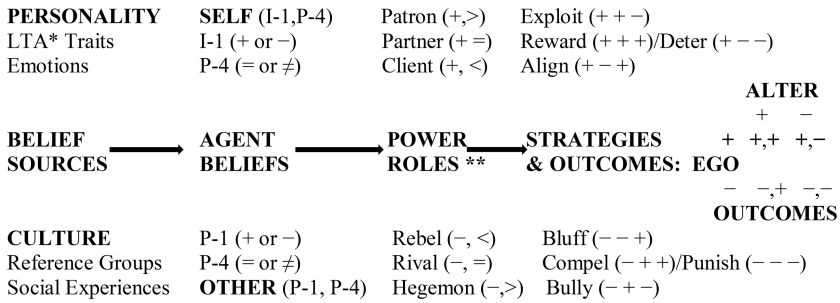 PERSONALITY SELF (I-1,P-4) Patron (+,>) Exploit (+ + −)
LTA* Traits I-1 (+ or −) Partner (+ =) Reward (+ + +)/Deter (+ − −)
Emotions P-4 (= or ≠) Client (+, <) Align (+ − +)
ALTER
+ −
BELIEF AGENT POWER STRATEGIES + +,+ +,−
SOURCES BELIEFS ROLES ** & OUTCOMES: EGO
− −,+ −,−
OUTCOMES
CULTURE P-1 (+ or −) Rebel (−, <) Bluff (− − +)
Reference Groups P-4 (= or ≠) Rival (−, =) Compel (− + +)/Punish (− − −)
Social Experiences OTHER (P-1, P-4) Hegemon (−,>) Bully (− + −)